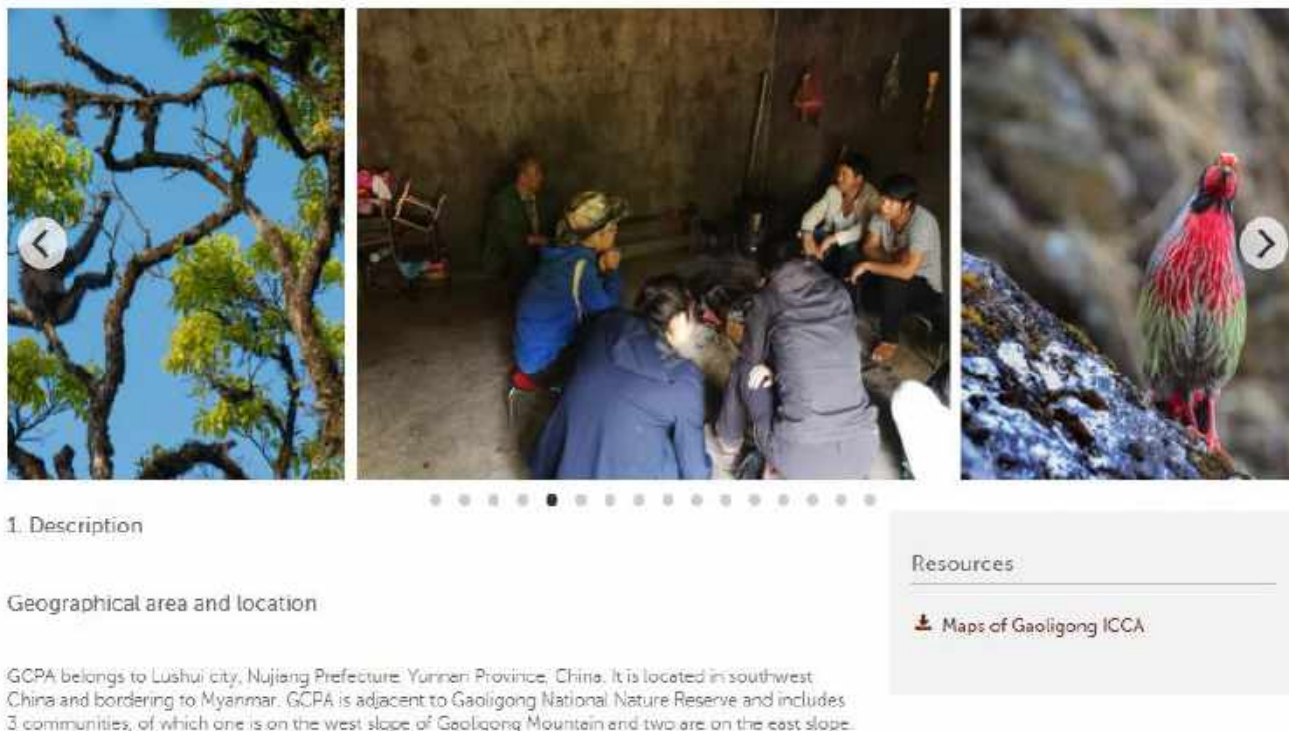 1. Description
Geographical area and location
GCPA belongs to Lushui city, Nujiang Prefecture, Yunnan Province, China. It is located in southwest
China and bordering to Myanmar. GCPA is adjacent to Gaoligong National Nature Reserve and includes
3 communities, of which one is on the west slope of Gaoligong Mountain and two are on the east slope.
Resources
Maps of Gaoligong ICCA